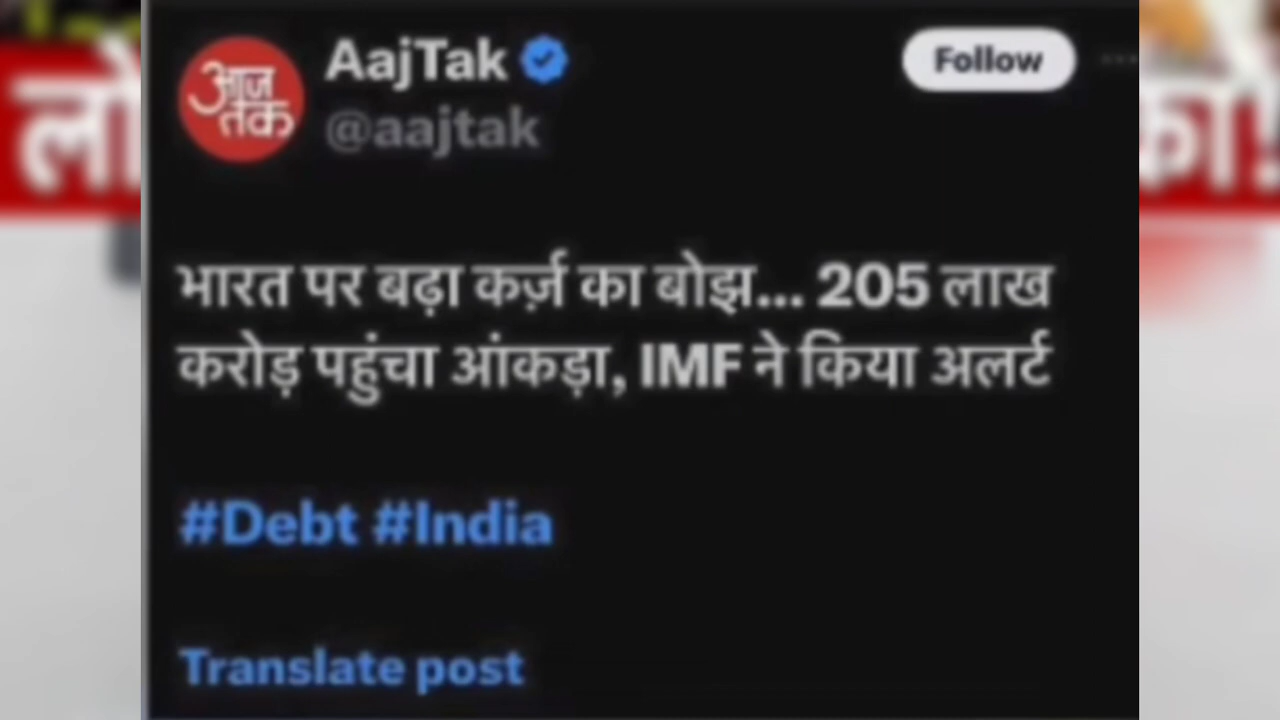 लो
को!
आज तक
AajTak
@aajtak
Follow
भारत पर बढ़ा कर्ज़ का बोझ... 205 लाख
करोड़ पहुंचा आंकड़ा, IMF ने किया अलर्ट
#Debt #India
Translate post